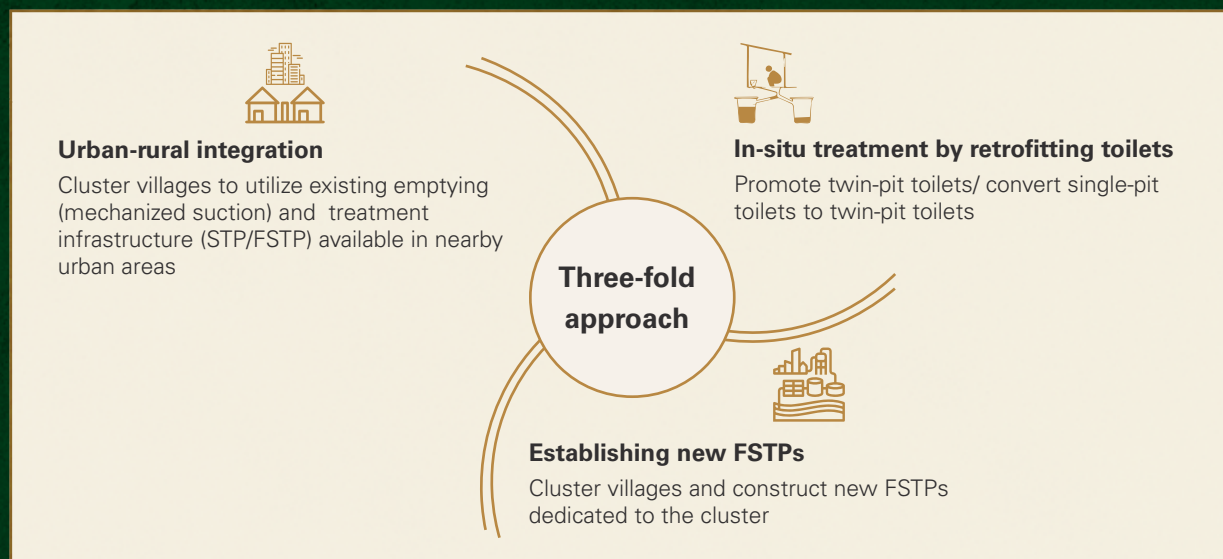 Urban-rural integration
Cluster villages to utilize existing emptying
(mechanized suction) and treatment
infrastructure (STP/FSTP) available in nearby
urban areas
In-situ treatment by retrofitting toilets
Promote twin-pit toilets/ convert single-pit
toilets to twin-pit toilets
Three-fold
approach
Establishing new FSTPs
Cluster villages and construct new FSTPs
dedicated to the cluster